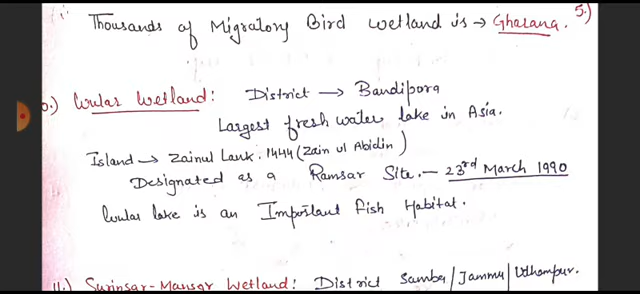 5.)
Thousands of Migratory Bird Wetland is → Gharana.
0.) Wular Wetland: District → Bandipora
Largest fresh water lake in Asia.
Island → Zainul Lank. 1444 (Zain ul Abidin)
Designated as a Ramsar Site. - 23rd March 1990
Wular lake is an Important fish Habitat.
11.) Surinsar-Mansar Wetland: District Samba/Jammu/Udhampur.